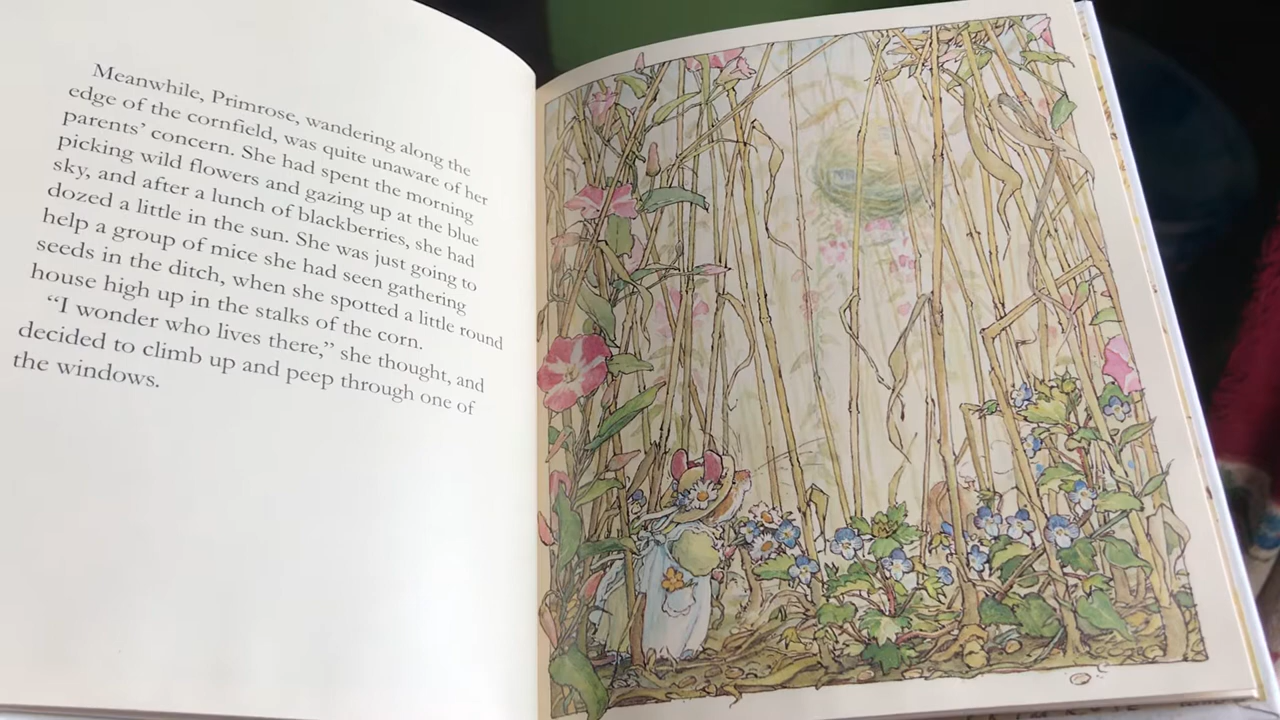 Meanwhile, Primrose, wandering along the
edge of the cornfield, was quite unaware of her
parents’ concern. She had spent the morning
picking wild flowers and gazing up at the blue
sky, and after a lunch of blackberries, she had
dozed a little in the sun. She was just going to
help a group of mice she had seen gathering
seeds in the ditch, when she spotted a little round
house high up in the stalks of the corn.
“I wonder who lives there,” she thought, and
decided to climb up and peep through one of
the windows.